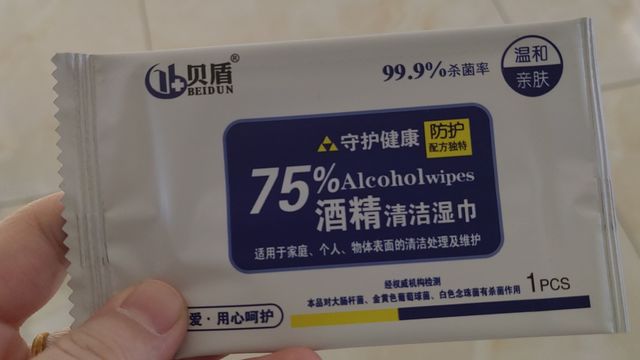 贝盾®
BEIDUN
99.9%杀菌率
温和
亲肤
守护健康
防护
配方独特
75%Alcoholwipes
酒精清洁湿巾
适用于家庭、个人、物体表面的清洁处理及维护
经权威机构检测
本品对大肠杆菌、金黄色葡萄球菌、白色念珠菌有杀菌作用
1PCS
爱·用心呵护